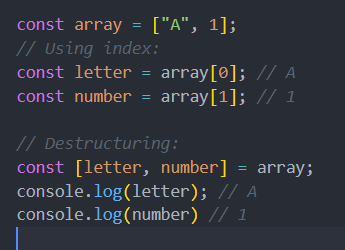 const array = ["A", 1];
// Using index:
const letter = array[0]; // A
const number = array[1]; // 1
// Destructuring:
const [letter, number] = array;
console.log(letter); // A
console.log(number) // 1